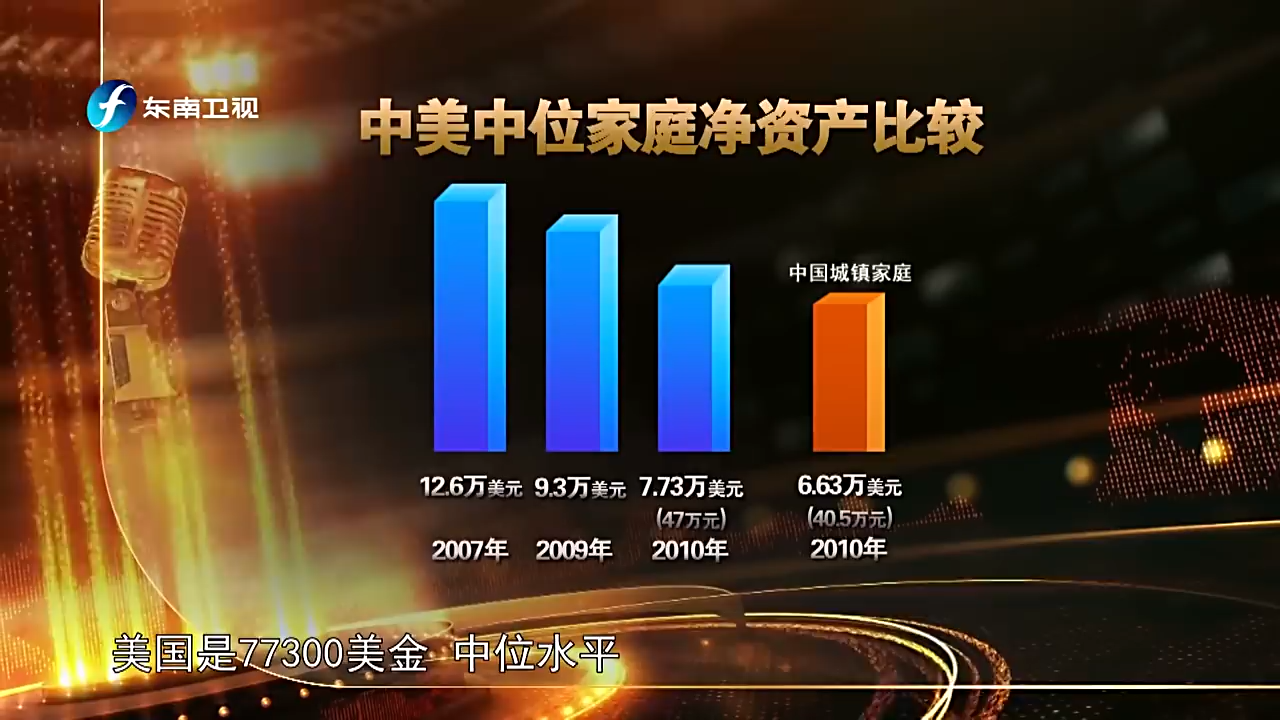 东南卫视
中美中位家庭净资产比较
中国城镇家庭
12.6万美元 9.3万美元 7.73万美元 6.63万美元
(47万元) (40.5万元)
2007年 2009年 2010年 2010年
美国是77300美金 中位水平